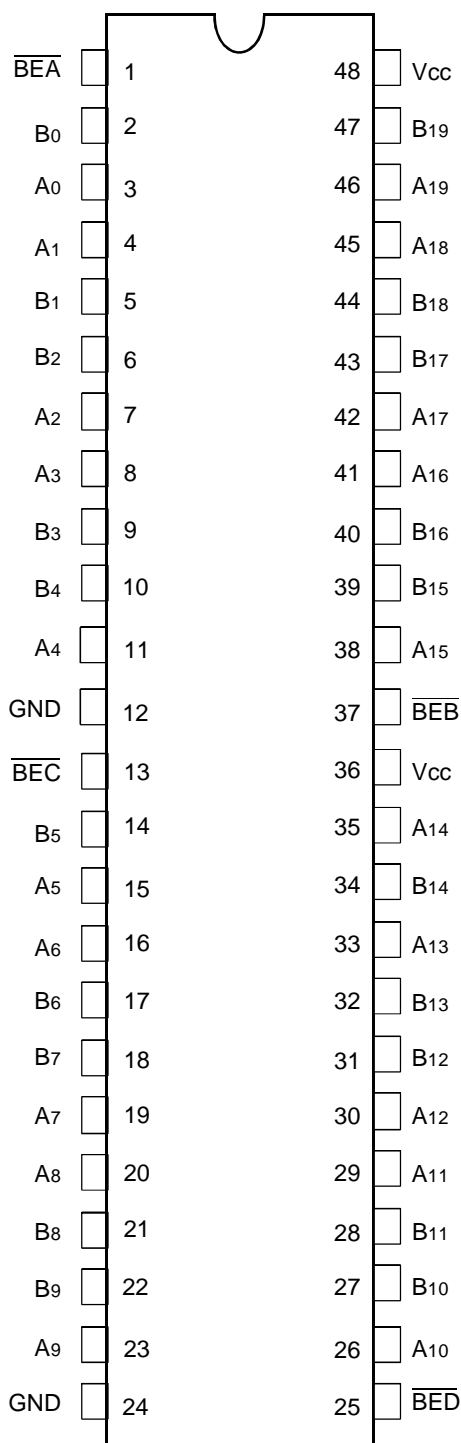 B̅E̅A̅ 1 48 Vcc
B0 2 47 B19
A0 3 46 A19
A1 4 45 A18
B1 5 44 B18
B2 6 43 B17
A2 7 42 A17
A3 8 41 A16
B3 9 40 B16
B4 10 39 B15
A4 11 38 A15
GND 12 37 B̅E̅B̅
B̅E̅C̅ 13 36 Vcc
B5 14 35 A14
A5 15 34 B14
A6 16 33 A13
B6 17 32 B13
B7 18 31 B12
A7 19 30 A12
A8 20 29 A11
B8 21 28 B11
B9 22 27 B10
A9 23 26 A10
GND 24 25 B̅E̅D̅